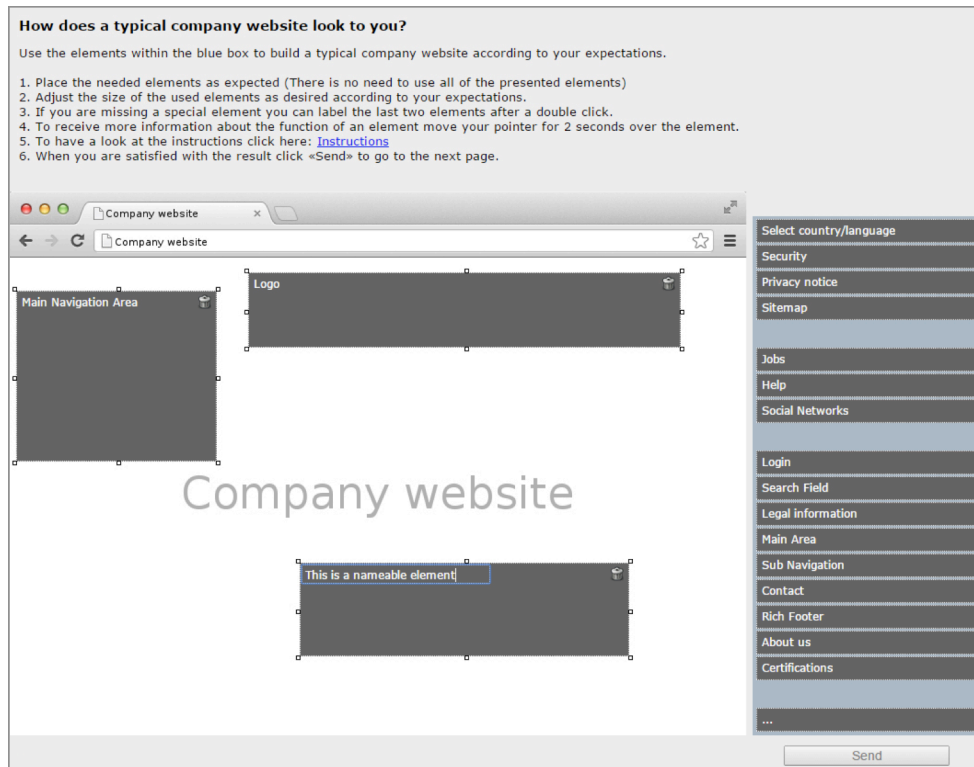 How does a typical company website look to you?
Use the elements within the blue box to build a typical company website according to your expectations.
1. Place the needed elements as expected (There is no need to use all of the presented elements)
2. Adjust the size of the used elements as desired according to your expectations.
3. If you are missing a special element you can label the last two elements after a double click.
4. To receive more information about the function of an element move your pointer for 2 seconds over the element.
5. To have a look at the instructions click here: Instructions
6. When you are satisfied with the result click «Send» to go to the next page.
Company website
Company website
Logo
Main Navigation Area
Company website
This is a nameable element
Select country/language
Security
Privacy notice
Sitemap
Jobs
Help
Social Networks
Login
Search Field
Legal information
Main Area
Sub Navigation
Contact
Rich Footer
About us
Certifications
...
Send